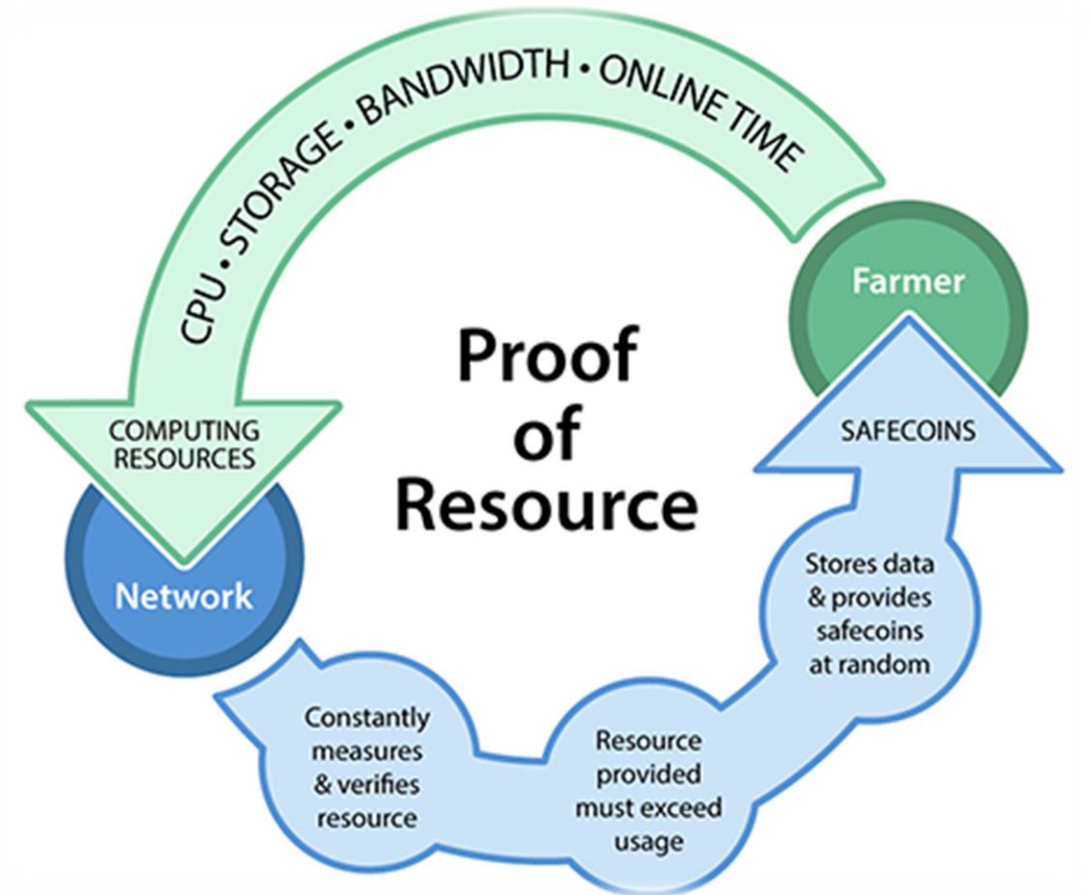 CPU • STORAGE • BANDWIDTH • ONLINE TIME
Farmer
Proof
of
Resource
COMPUTING
RESOURCES
SAFECOINS
Network
Stores data
& provides
safecoins
at random
Constantly
measures
& verifies
resource
Resource
provided
must exceed
usage